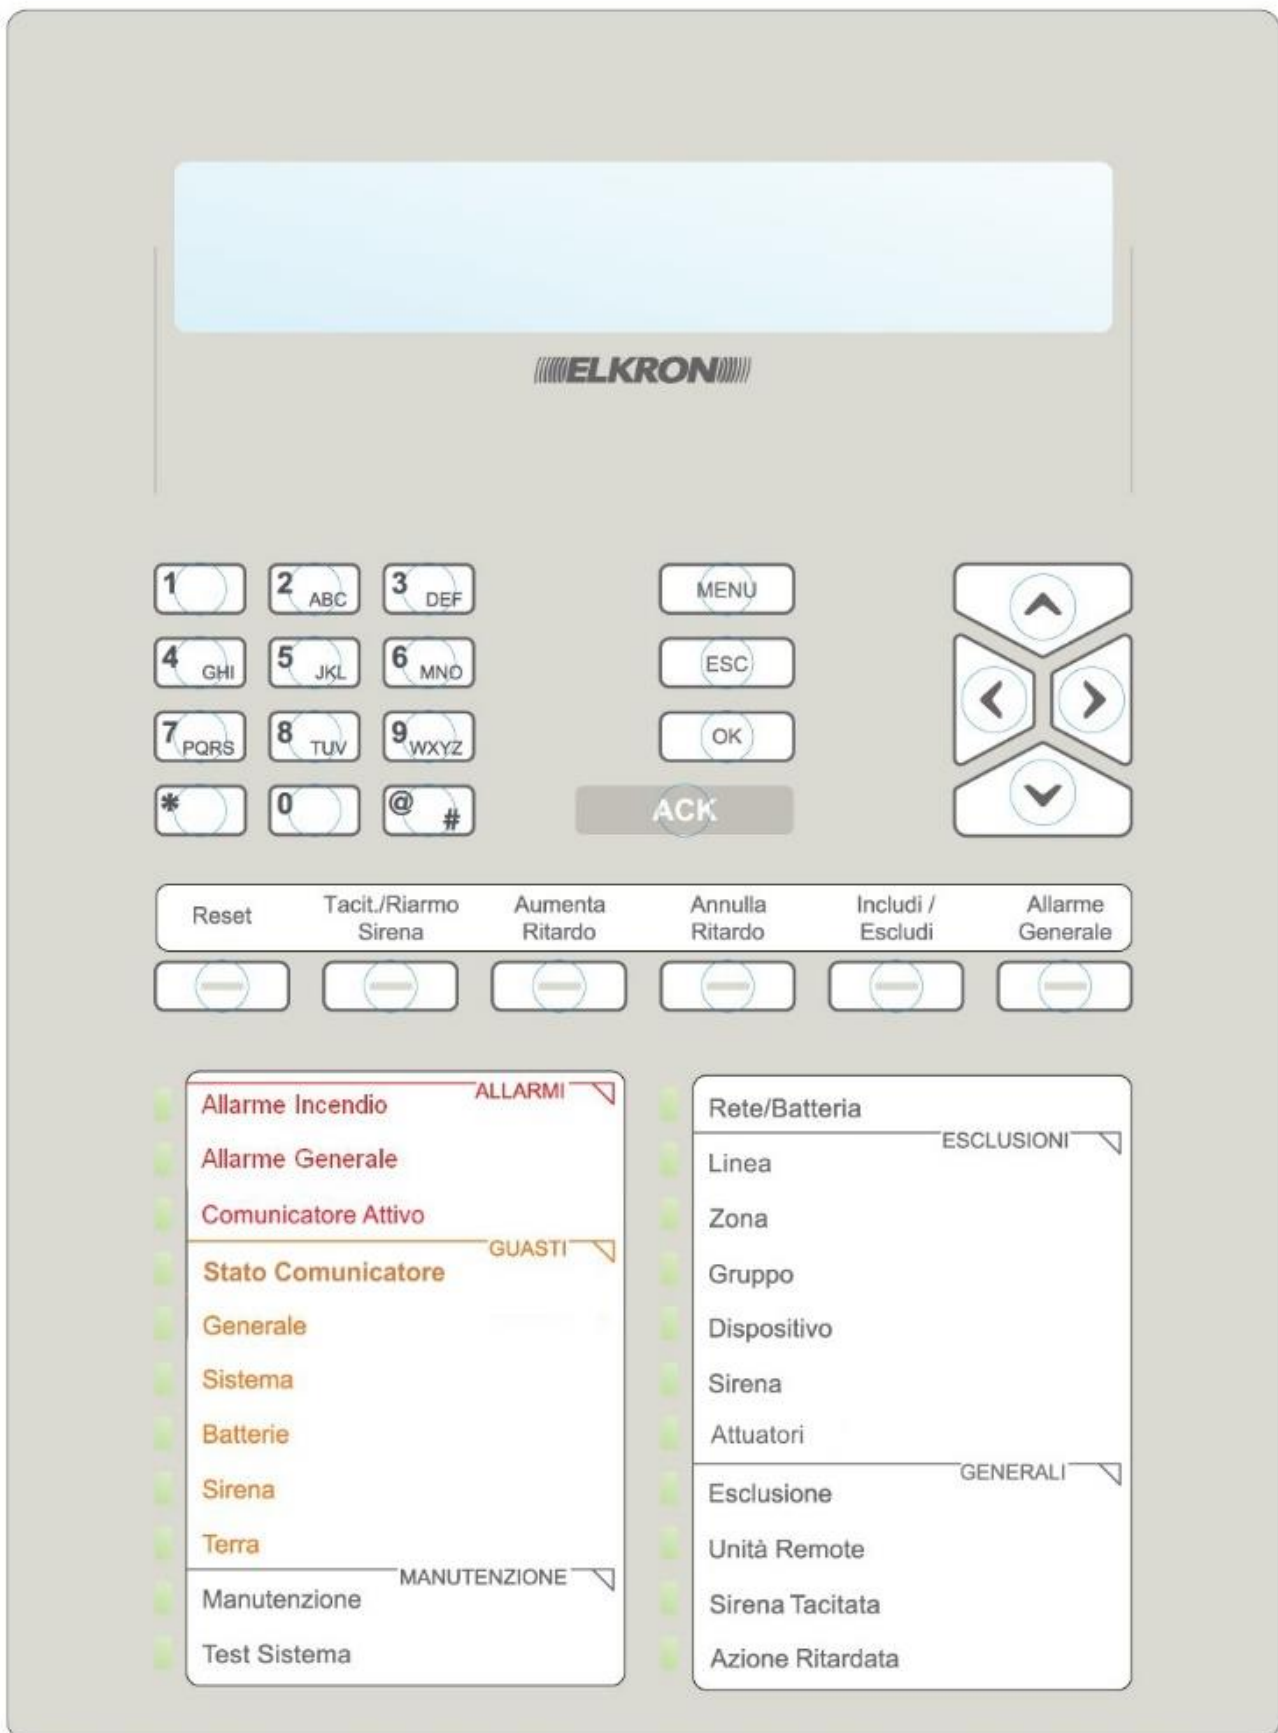 ELKRON
1
2 ABC
3 DEF
MENU
4 GHI
5 JKL
6 MNO
ESC
7 PQRS
8 TUV
9 WXYZ
OK
*
0
@ #
ACK
Reset
Tacit./Riarmo
Sirena
Aumenta
Ritardo
Annulla
Ritardo
Includi /
Escludi
Allarme
Generale
ALLARMI
Allarme Incendio
Allarme Generale
Comunicatore Attivo
GUASTI
Stato Comunicatore
Generale
Sistema
Batterie
Sirena
Terra
MANUTENZIONE
Manutenzione
Test Sistema
Rete/Batteria
ESCLUSIONI
Linea
Zona
Gruppo
Dispositivo
Sirena
Attuatori
GENERALI
Esclusione
Unità Remote
Sirena Tacitata
Azione Ritardata